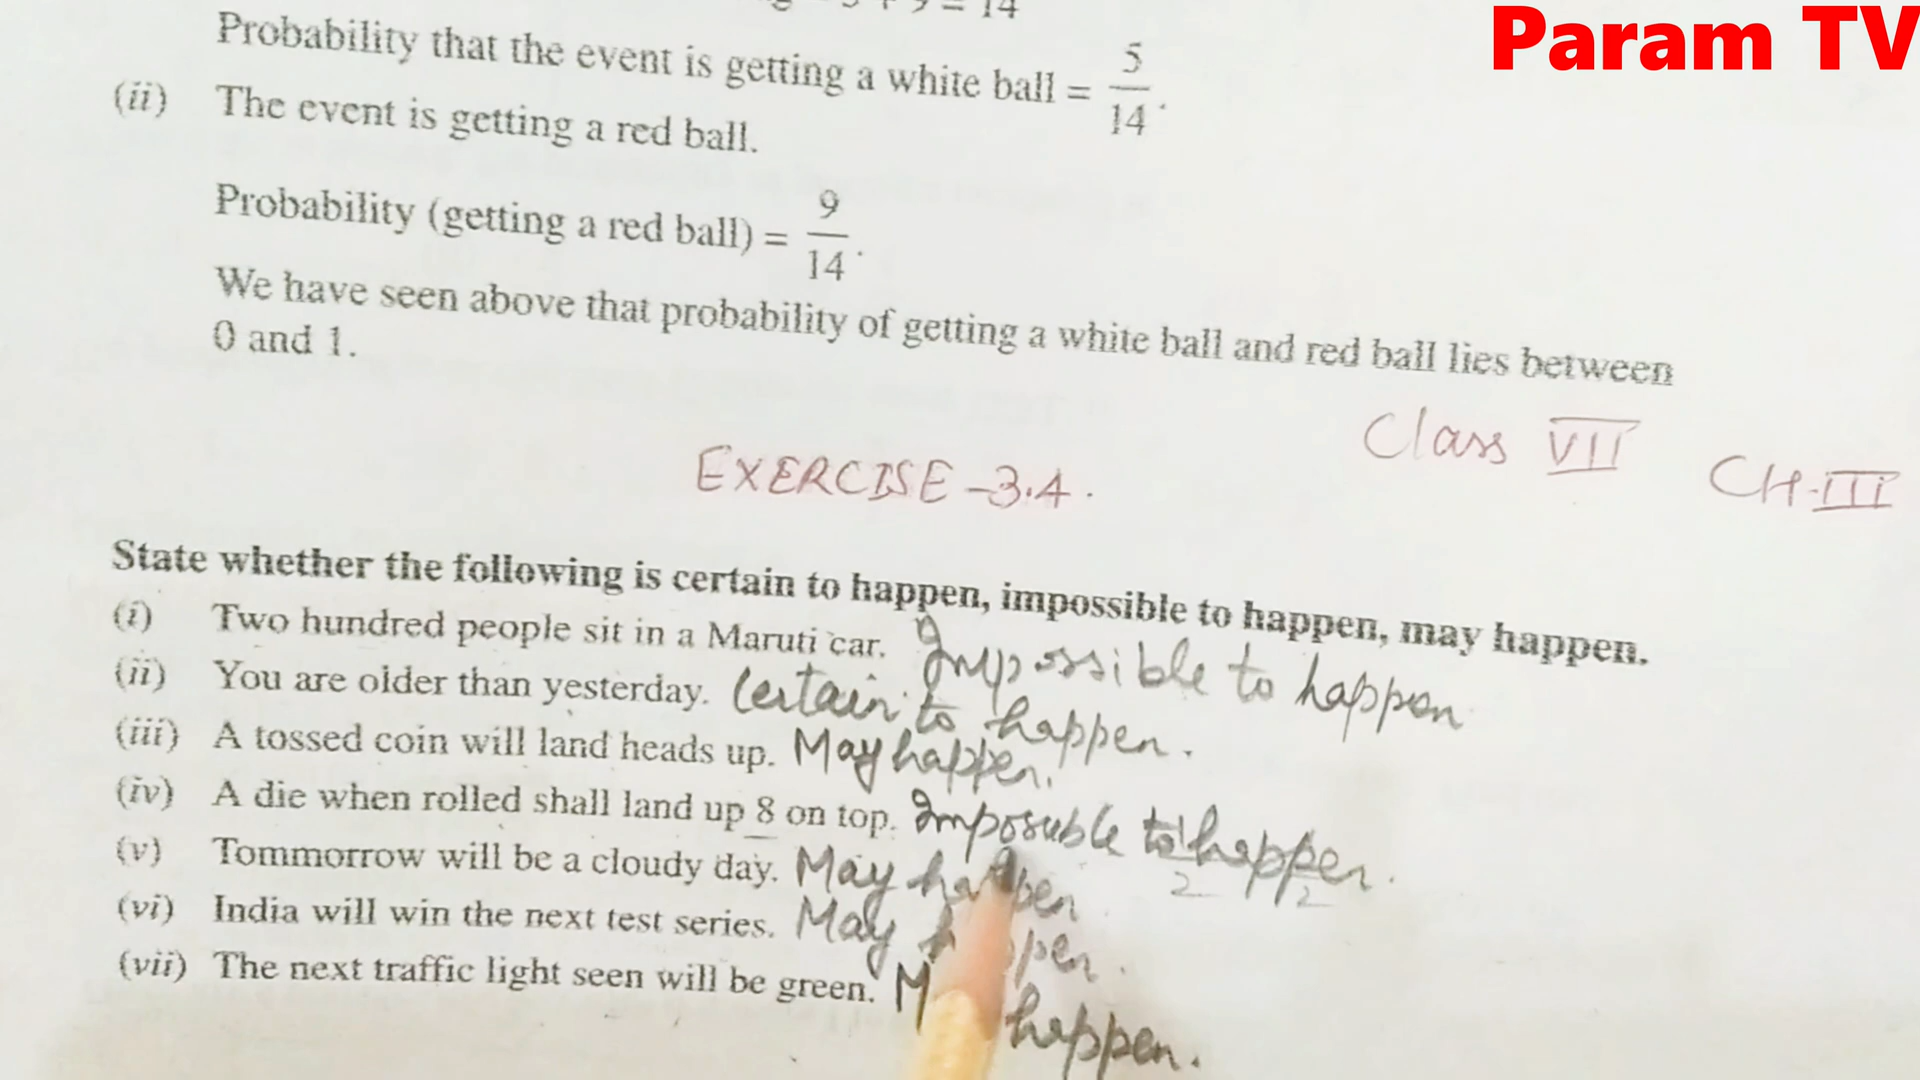 Param TV
9 = 14
Probability that the event is getting a white ball = 5/14.
(ii) The event is getting a red ball.
Probability (getting a red ball) = 9/14.
We have seen above that probability of getting a white ball and red ball lies between
0 and 1.
Class VII CH-III
EXERCISE-3.4.
State whether the following is certain to happen, impossible to happen, may happen.
(i) Two hundred people sit in a Maruti car. Impossible to happen
(ii) You are older than yesterday. Certain to happen.
(iii) A tossed coin will land heads up. May happen.
(iv) A die when rolled shall land up 8 on top. Impossible to happen.
(v) Tommorrow will be a cloudy day. May happen
(vi) India will win the next test series. May happen.
(vii) The next traffic light seen will be green. happen.